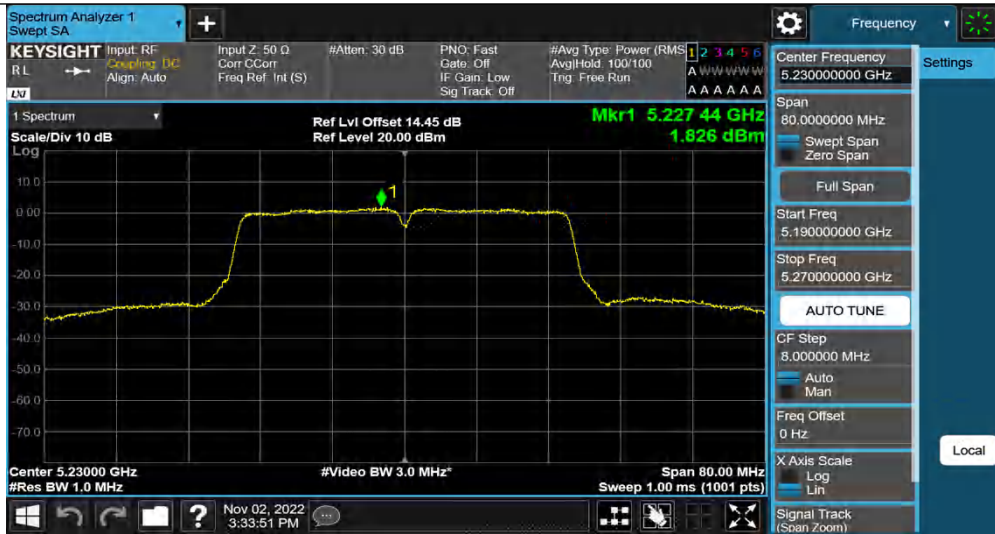 Spectrum Analyzer 1
Swept SA
+
Frequency
KEYSIGHT
RL
LXI
Input: RF
Coupling: DC
Align: Auto
Input Z: 50 Ω
Corr CCorr
Freq Ref: Int (S)
#Atten: 30 dB
PNO: Fast
Gate: Off
IF Gain: Low
Sig Track: Off
#Avg Type: Power (RMS
Avg|Hold: 100/100
Trig: Free Run
1 2 3 4 5 6
A W W W W W
A A A A A A
1 Spectrum
Scale/Div 10 dB
Log
Ref Lvl Offset 14.45 dB
Ref Level 20.00 dBm
Mkr1 5.227 44 GHz
1.826 dBm
1
10.0
0.00
-10.0
-20.0
-30.0
-40.0
-50.0
-60.0
-70.0
Center 5.23000 GHz
#Res BW 1.0 MHz
#Video BW 3.0 MHz*
Span 80.00 MHz
Sweep 1.00 ms (1001 pts)
?
Nov 02, 2022
3:33:51 PM
Center Frequency
5.230000000 GHz
Span
80.0000000 MHz
Swept Span
Zero Span
Full Span
Start Freq
5.190000000 GHz
Stop Freq
5.270000000 GHz
AUTO TUNE
CF Step
8.000000 MHz
Auto
Man
Freq Offset
0 Hz
X Axis Scale
Log
Lin
Signal Track
(Span Zoom)
Settings
Local